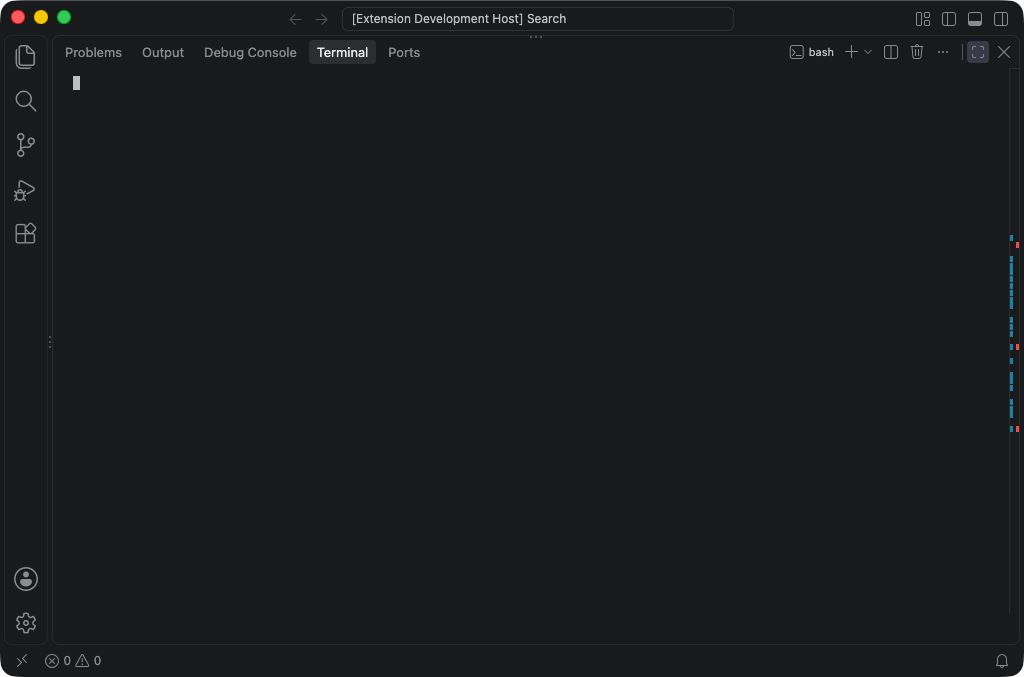 [Extension Development Host] Search
Problems Output Debug Console Terminal Ports bash
0 0